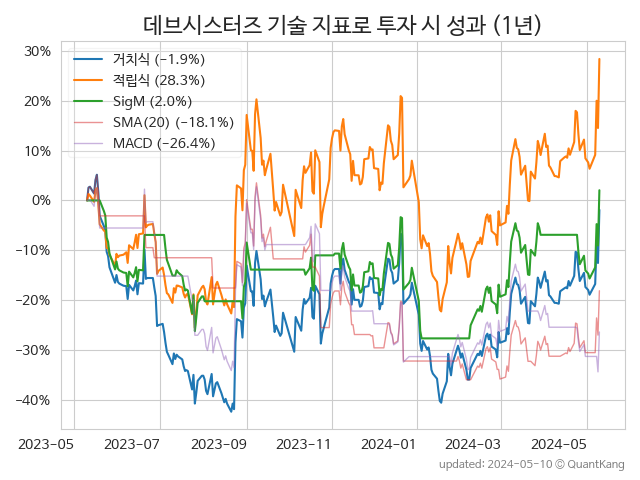 데브시스터즈 기술 지표로 투자 시 성과 (1년)
30%
20%
10%
0%
−10%
−20%
−30%
−40%
거치식 (−1.9%)
적립식 (28.3%)
SigM (2.0%)
SMA(20) (−18.1%)
MACD (−26.4%)
2023-05
2023-07
2023-09
2023-11
2024-01
2024-03
2024-05
updated: 2024-05-10 © QuantKang